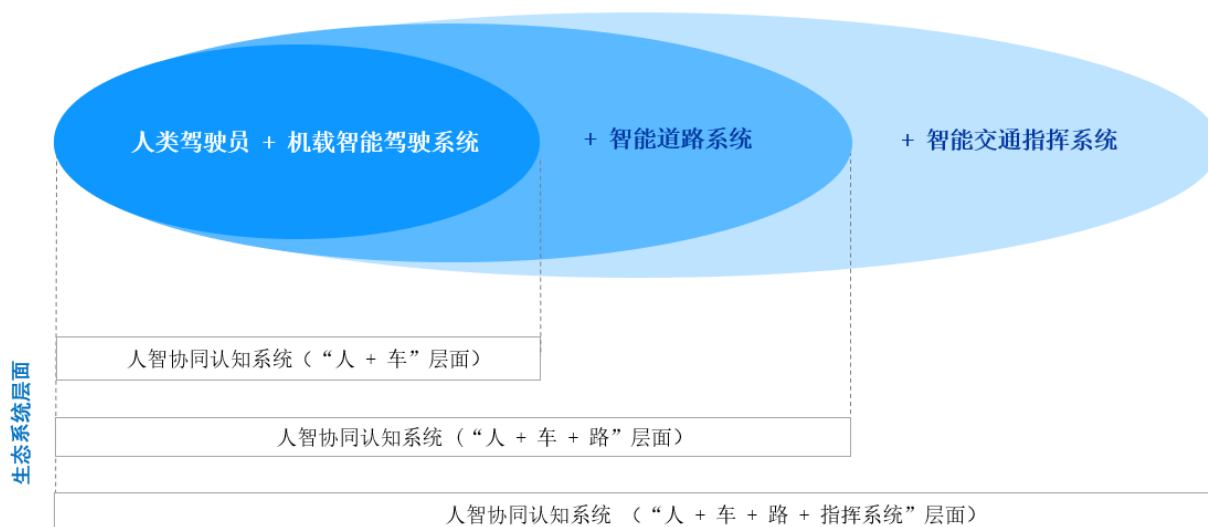 人类驾驶员 + 机载智能驾驶系统
+ 智能道路系统
+ 智能交通指挥系统
人智协同认知系统（“人 + 车”层面）
人智协同认知系统（“人 + 车 + 路”层面）
人智协同认知系统 （“人 + 车 + 路 + 指挥系统”层面）
生态系统层面